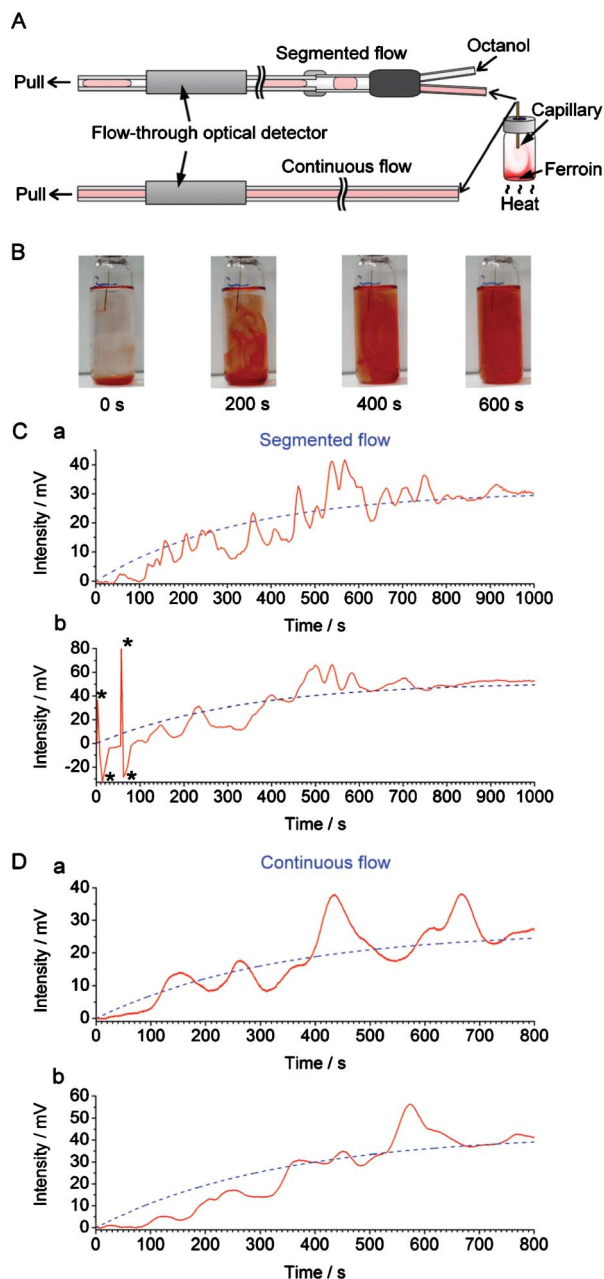 A
Segmented flow
Octanol
Pull
Capillary
Flow-through optical detector
Ferroin
Continuous flow
Pull
Heat
B
0 s
200 s
400 s
600 s
C
a
Segmented flow
Intensity / mV
40
30
20
10
0
0 100 200 300 400 500 600 700 800 900 1000
Time / s
b
Intensity / mV
80
60
40
20
0
-20
* * * *
0 100 200 300 400 500 600 700 800 900 1000
Time / s
D
a
Continuous flow
Intensity / mV
40
30
20
10
0
0 100 200 300 400 500 600 700 800
Time / s
b
Intensity / mV
60
50
40
30
20
10
0
0 100 200 300 400 500 600 700 800
Time / s